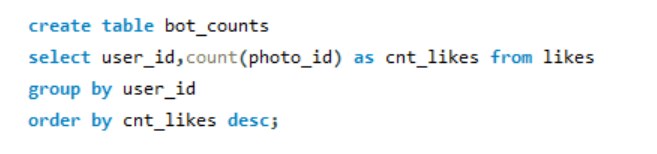 create table bot_counts
select user_id,count(photo_id) as cnt_likes from likes
group by user_id
order by cnt_likes desc;